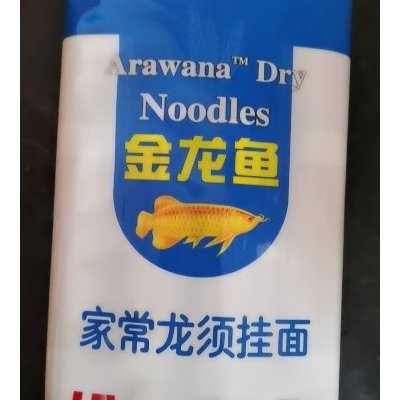 Arawana™ Dry
Noodles
金龙鱼
家常龙须挂面